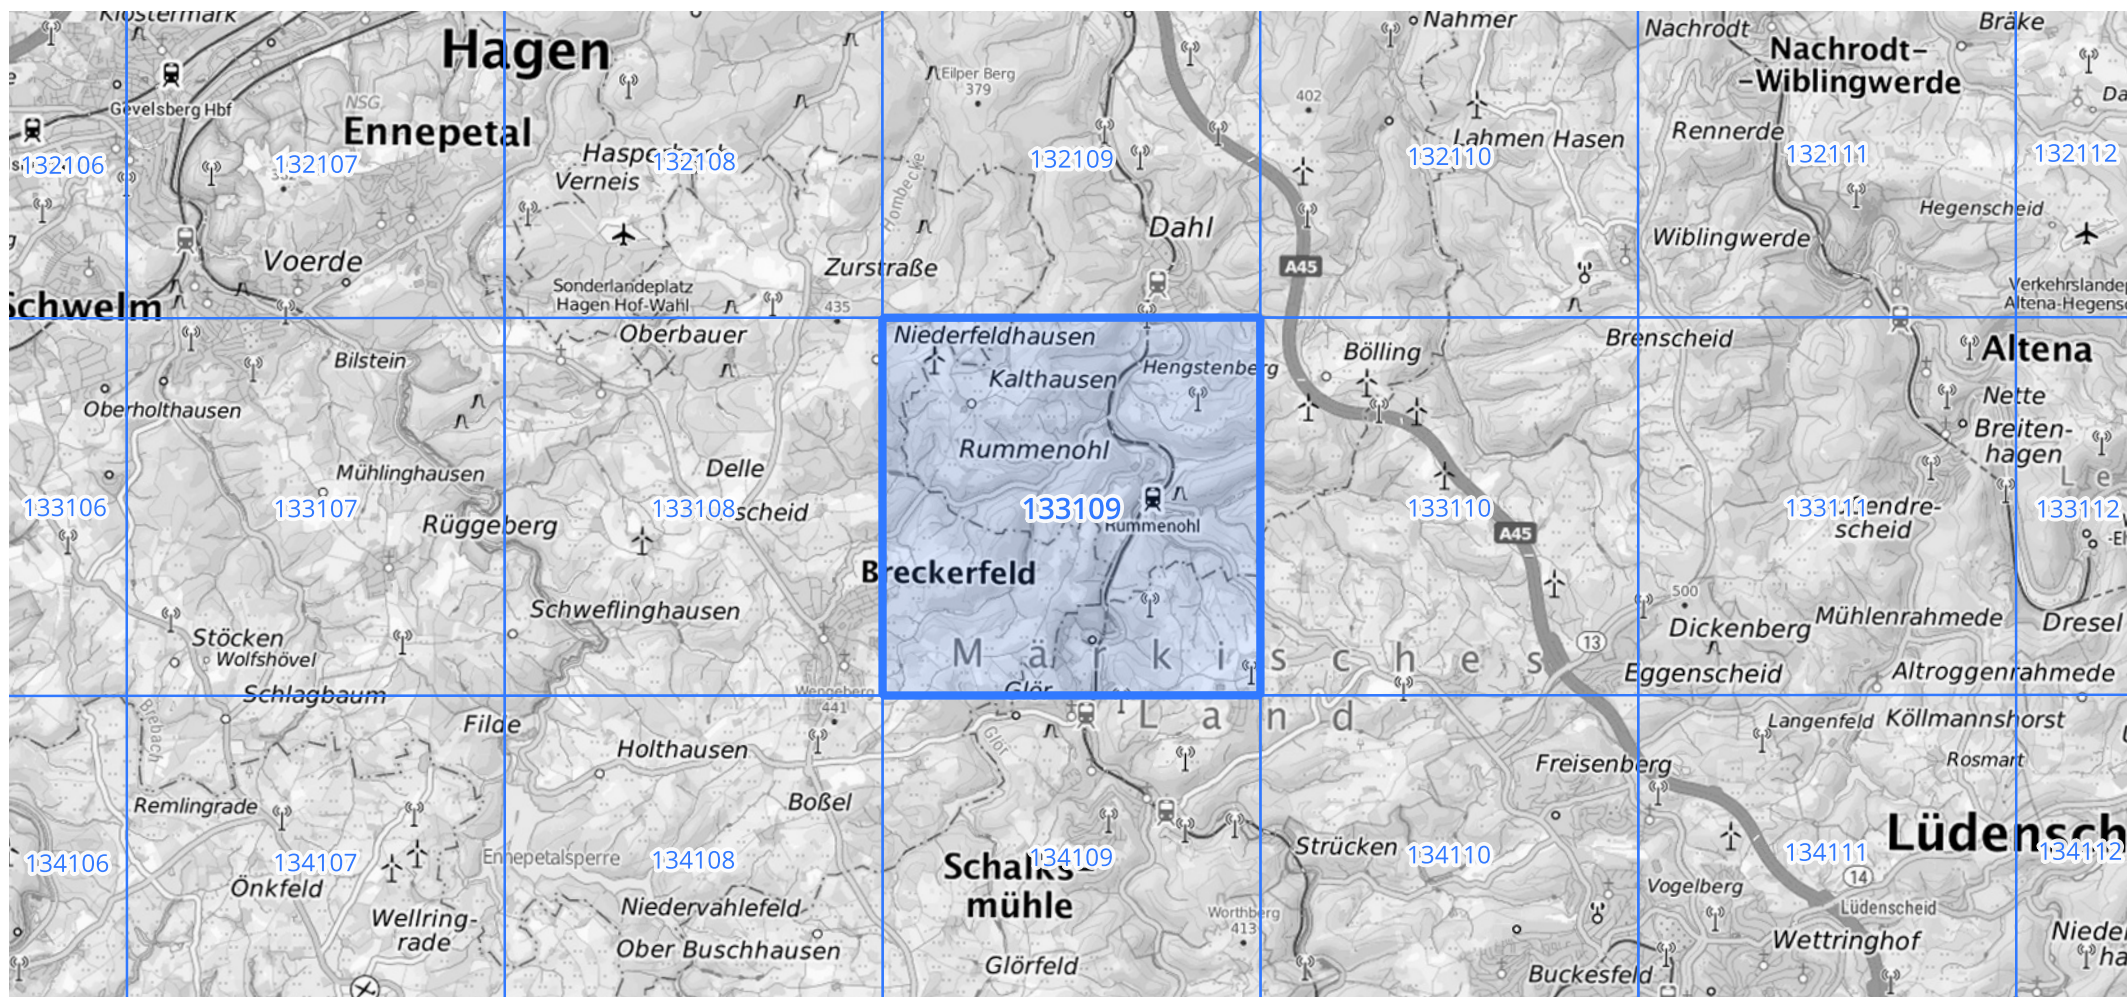 Klostermark
Hagen
Nahmer
Nachrodt
Bräke
Nachrodt-
-Wiblingwerde
Eilper Berg
379
Gevelsberg Hbf
NSG
Ennepetal
402
Lahmen Hasen
Rennerde
132106
132107
Verneis
132108
132109
132110
132111
132112
Hegenscheid
Dahl
Wiblingwerde
Voerde
Zurstraße
A45
Sonderlandeplatz
Hagen Hof-Wahl
435
Schwelm
Oberbauer
Niederfeldhausen
Brenscheid
Altena
Bilstein
Kalthausen
Hengstenberg
Bölling
Nette
Oberholthausen
Rummenohl
Breiten-
hagen
Mühlinghausen
Delle
L e
133106
133107
133108
scheid
133109
133110
133111
133112
Rüggeberg
Rummenohl
A45
scheid
Breckerfeld
Schweflinghausen
500
Stöcken
Wolfshövel
Märkisches
13
Dickenberg
Mühlenrahmede
Dresel
Schlagbaum
Wengeberg
441
Glör
Eggenscheid
Altroggenrahmede
Brebach
Filde
Land
Langenfeld
Köllmannshorst
Holthausen
Glör
Freisenberg
Rosmart
Remlingrade
Boßel
Lüdensch
134106
134107
Ennepetalsperre
134108
Schalks-
mühle
134109
Strücken
134110
134111
134112
Önkfeld
14
Vogelberg
Lüdenscheid
Wellring-
rade
Niedervahlefeld
Worthberg
413
Wettringhof
Ober Buschhausen
Glörfeld
Buckesfeld